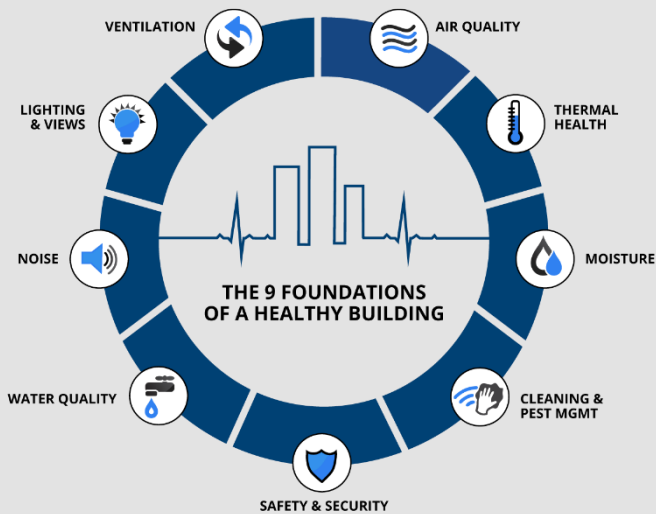 VENTILATION
AIR QUALITY
LIGHTING
& VIEWS
THERMAL
HEALTH
NOISE
MOISTURE
THE 9 FOUNDATIONS
OF A HEALTHY BUILDING
WATER QUALITY
CLEANING &
PEST MGMT
SAFETY & SECURITY